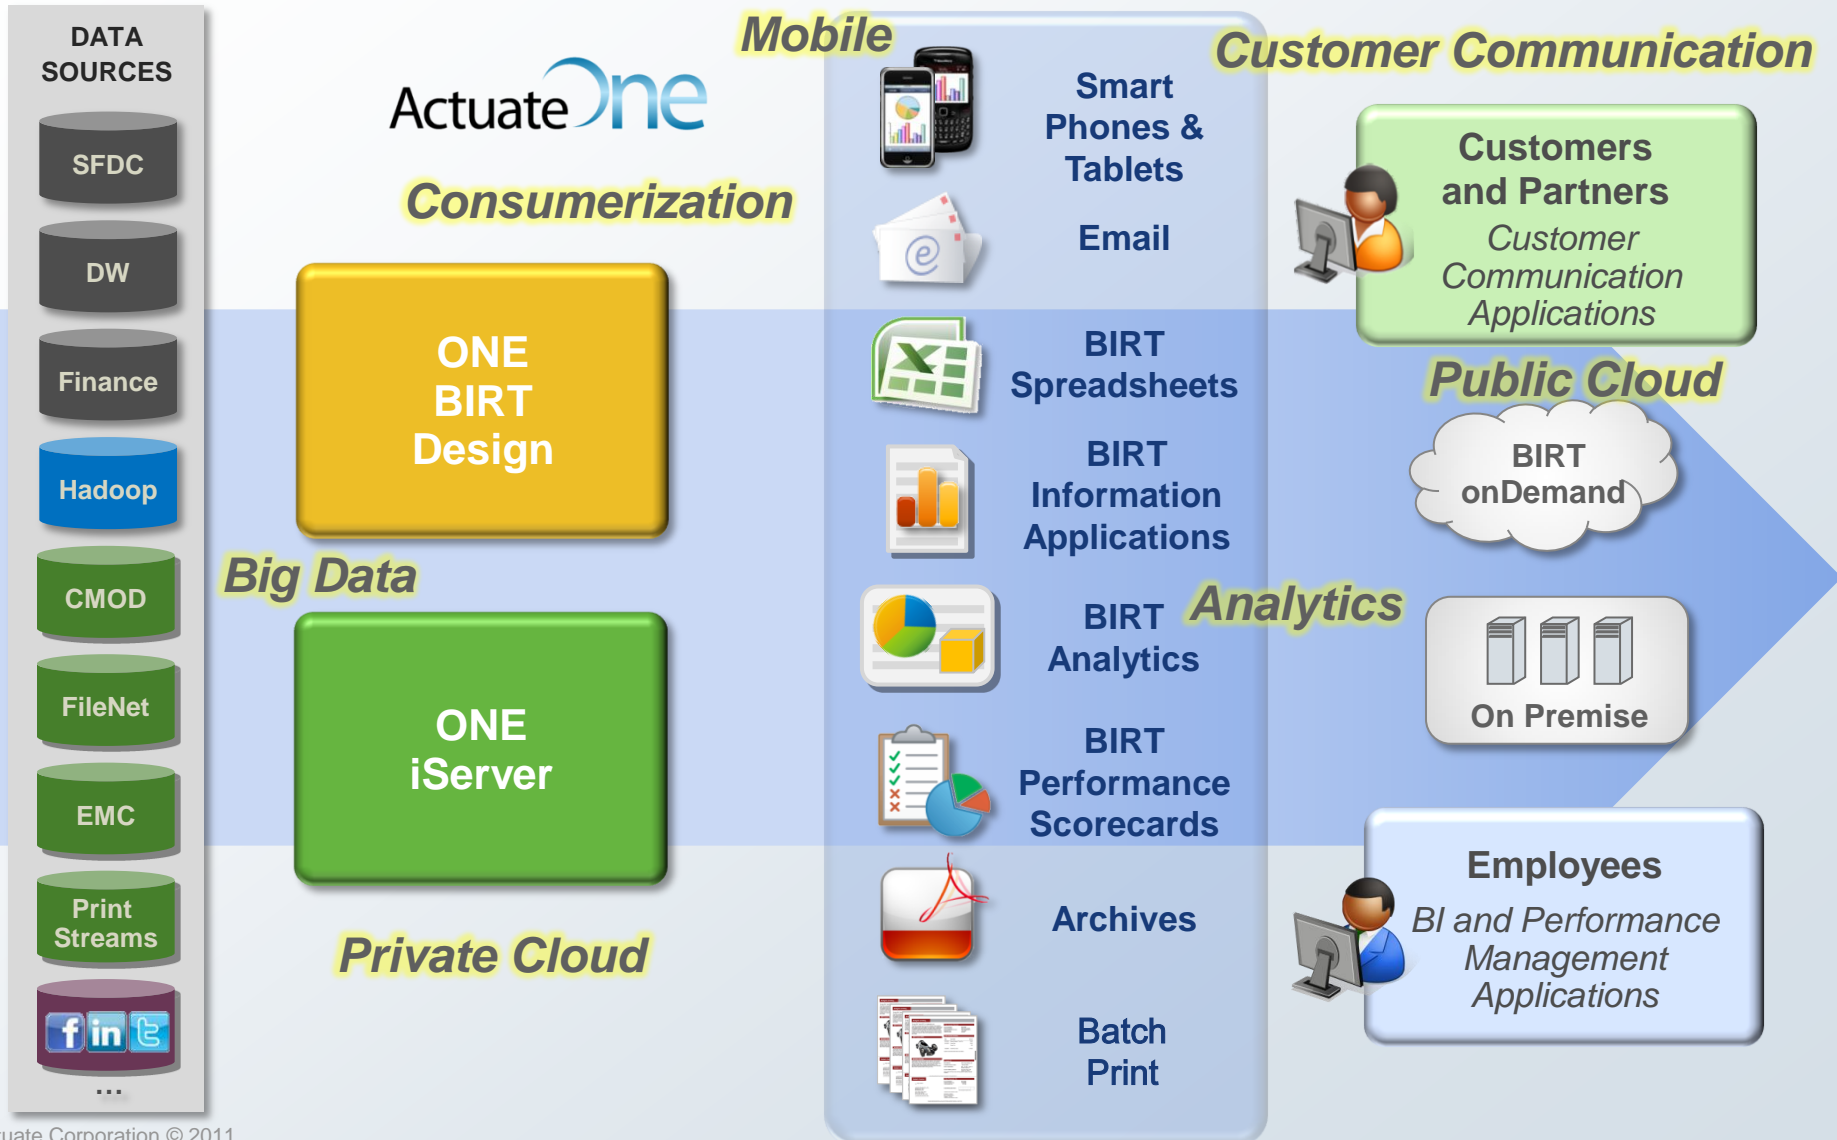 DATA
SOURCES
SFDC
DW
Finance
Hadoop
CMOD
FileNet
EMC
Print
Streams
f in t
...
ActuateOne
Consumerization
ONE
BIRT
Design
Big Data
ONE
iServer
Private Cloud
Mobile
Smart
Phones &
Tablets
Email
BIRT
Spreadsheets
BIRT
Information
Applications
BIRT
Analytics
BIRT
Performance
Scorecards
Archives
Batch
Print
Customer Communication
Customers
and Partners
Customer
Communication
Applications
Public Cloud
BIRT
onDemand
Analytics
On Premise
Employees
BI and Performance
Management
Applications
tuate Corporation © 2011